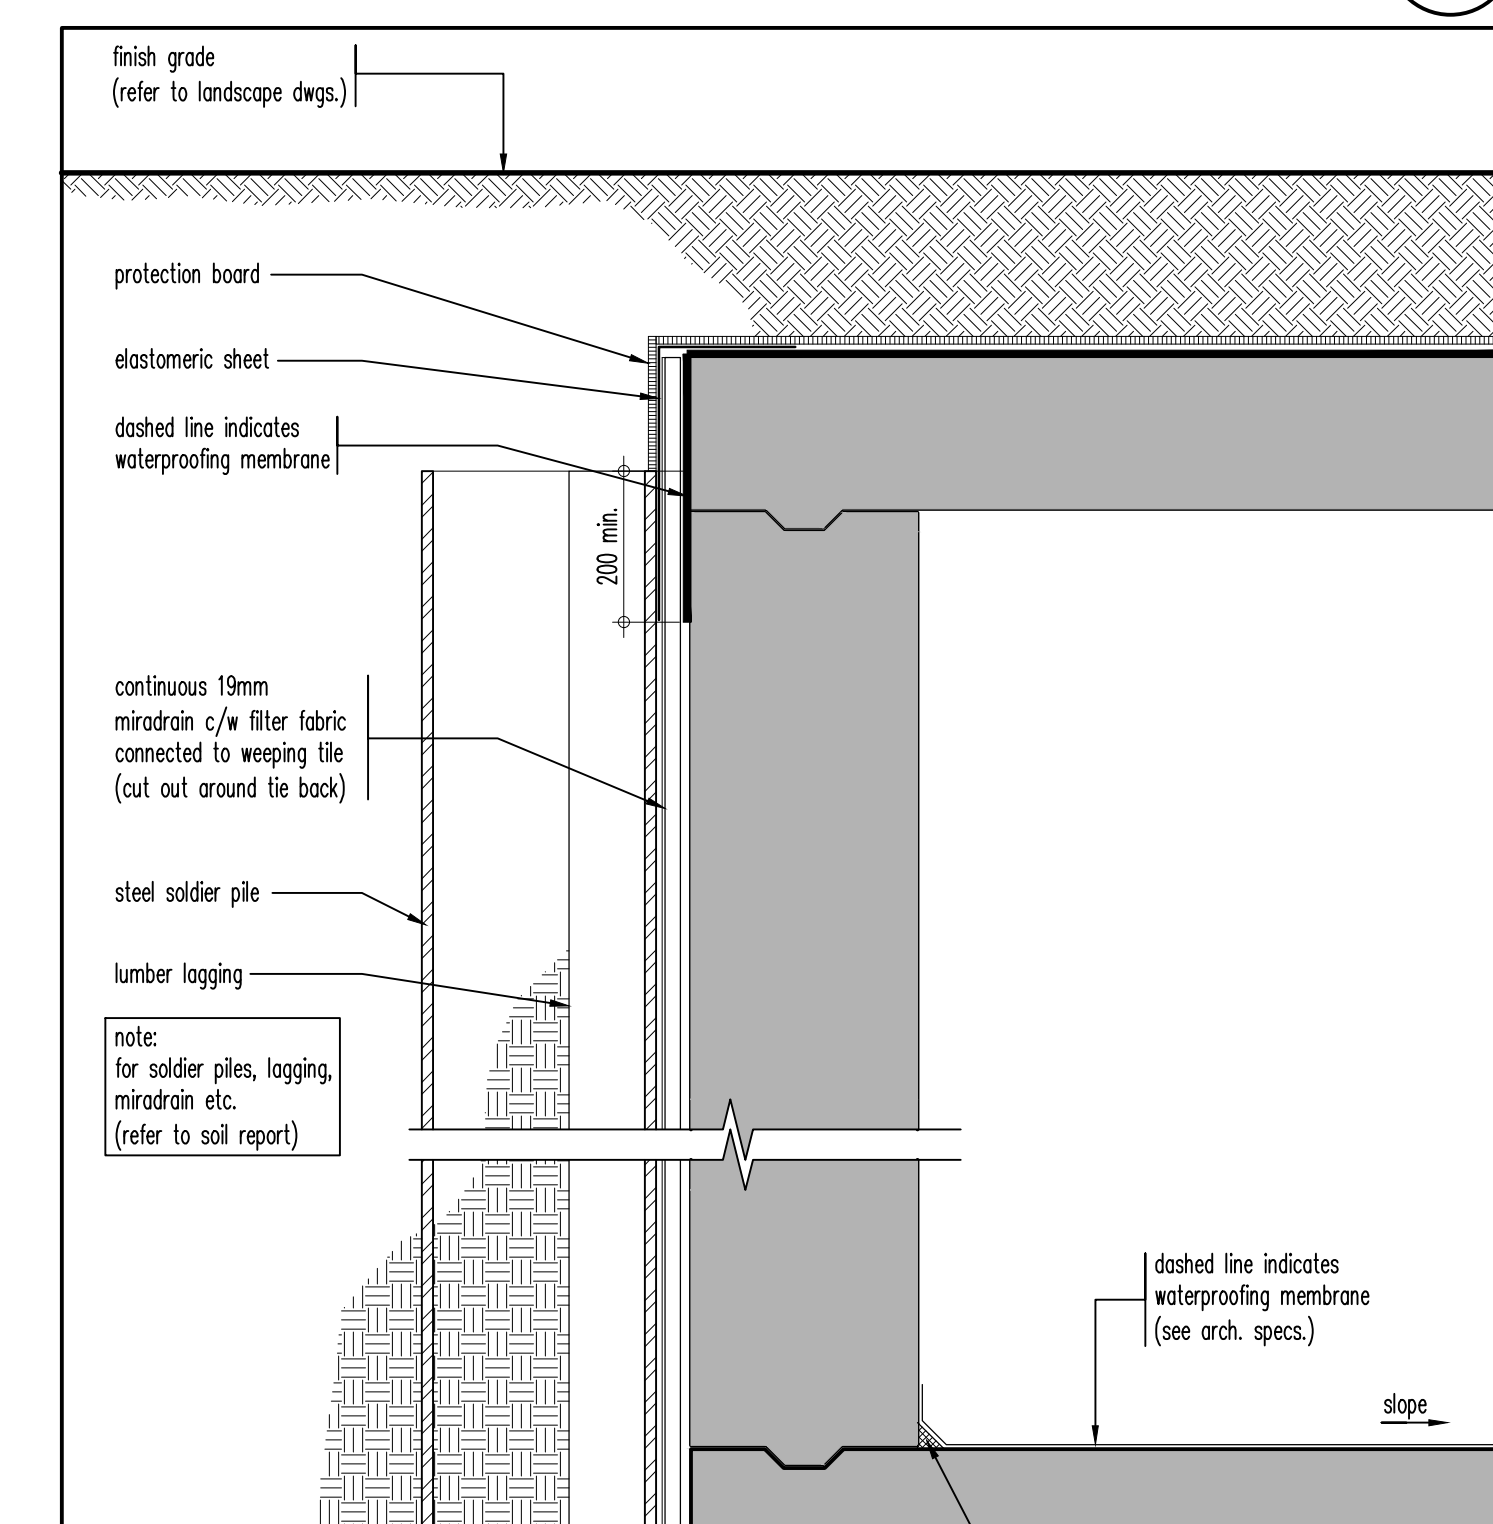 finish grade
(refer to landscape dwgs.)
protection board
elastomeric sheet
dashed line indicates
waterproofing membrane
200 min.
continuous 19mm
miradrain c/w filter fabric
connected to weeping tile
(cut out around tie back)
steel soldier pile
lumber lagging
note:
for soldier piles, lagging,
miradrain etc.
(refer to soil report)
dashed line indicates
waterproofing membrane
(see arch. specs.)
slope